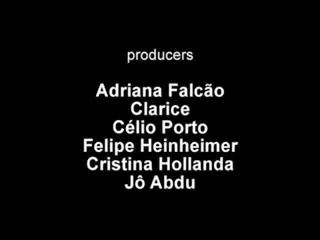 producers
Adriana Falcão
Clarice
Célio Porto
Felipe Heinheimer
Cristina Hollanda
Jô Abdu